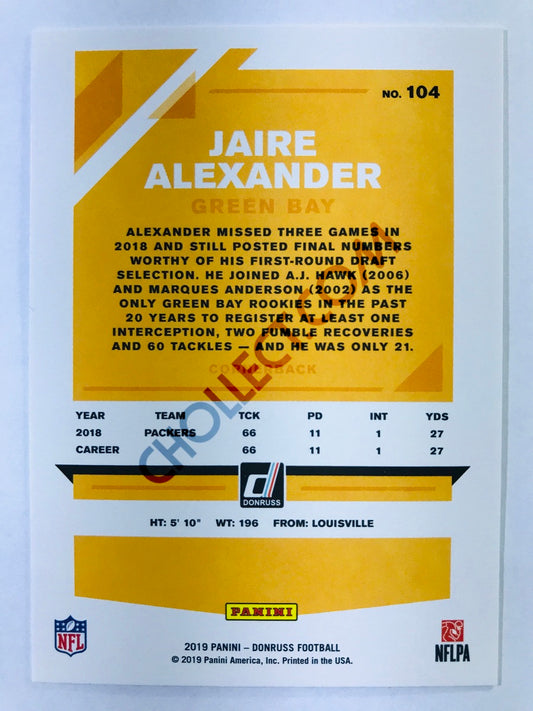 NO. 104
JAIRE
ALEXANDER
GREEN BAY
ALEXANDER MISSED THREE GAMES IN
2018 AND STILL POSTED FINAL NUMBERS
WORTHY OF HIS FIRST-ROUND DRAFT
SELECTION. HE JOINED A.J. HAWK (2006)
AND MARQUES ANDERSON (2002) AS THE
ONLY GREEN BAY ROOKIES IN THE PAST
20 YEARS TO REGISTER AT LEAST ONE
INTERCEPTION, TWO FUMBLE RECOVERIES
AND 60 TACKLES — AND HE WAS ONLY 21.
CORNERBACK
CHOLLECT.COM
YEAR TEAM TCK PD INT YDS
2018 PACKERS 66 11 1 27
CAREER 66 11 1 27
d
DONRUSS
HT: 5' 10" WT: 196 FROM: LOUISVILLE
PANINI
NFL
2019 PANINI – DONRUSS FOOTBALL
© 2019 Panini America, Inc. Printed in the USA.
NFLPA